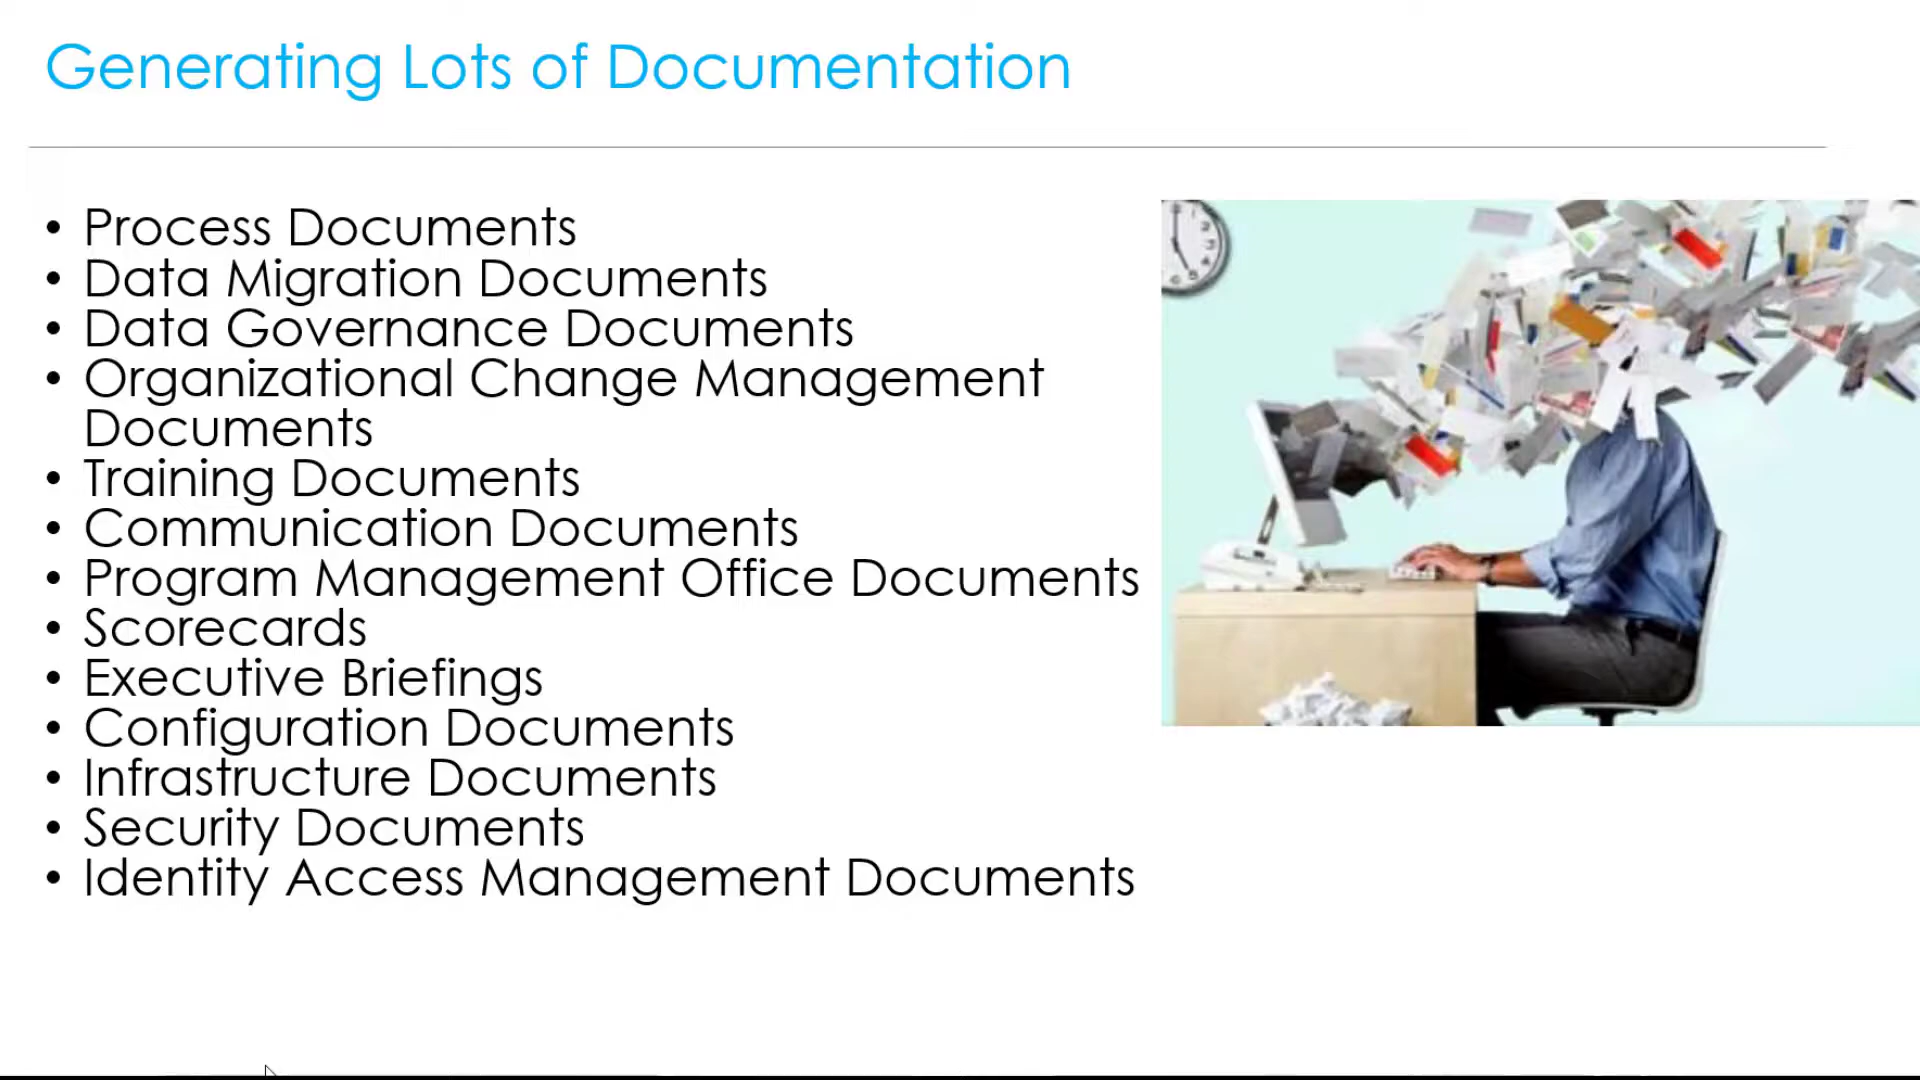 Generating Lots of Documentation
• Process Documents
• Data Migration Documents
• Data Governance Documents
• Organizational Change Management
Documents
• Training Documents
• Communication Documents
• Program Management Office Documents
• Scorecards
• Executive Briefings
• Configuration Documents
• Infrastructure Documents
• Security Documents
• Identity Access Management Documents